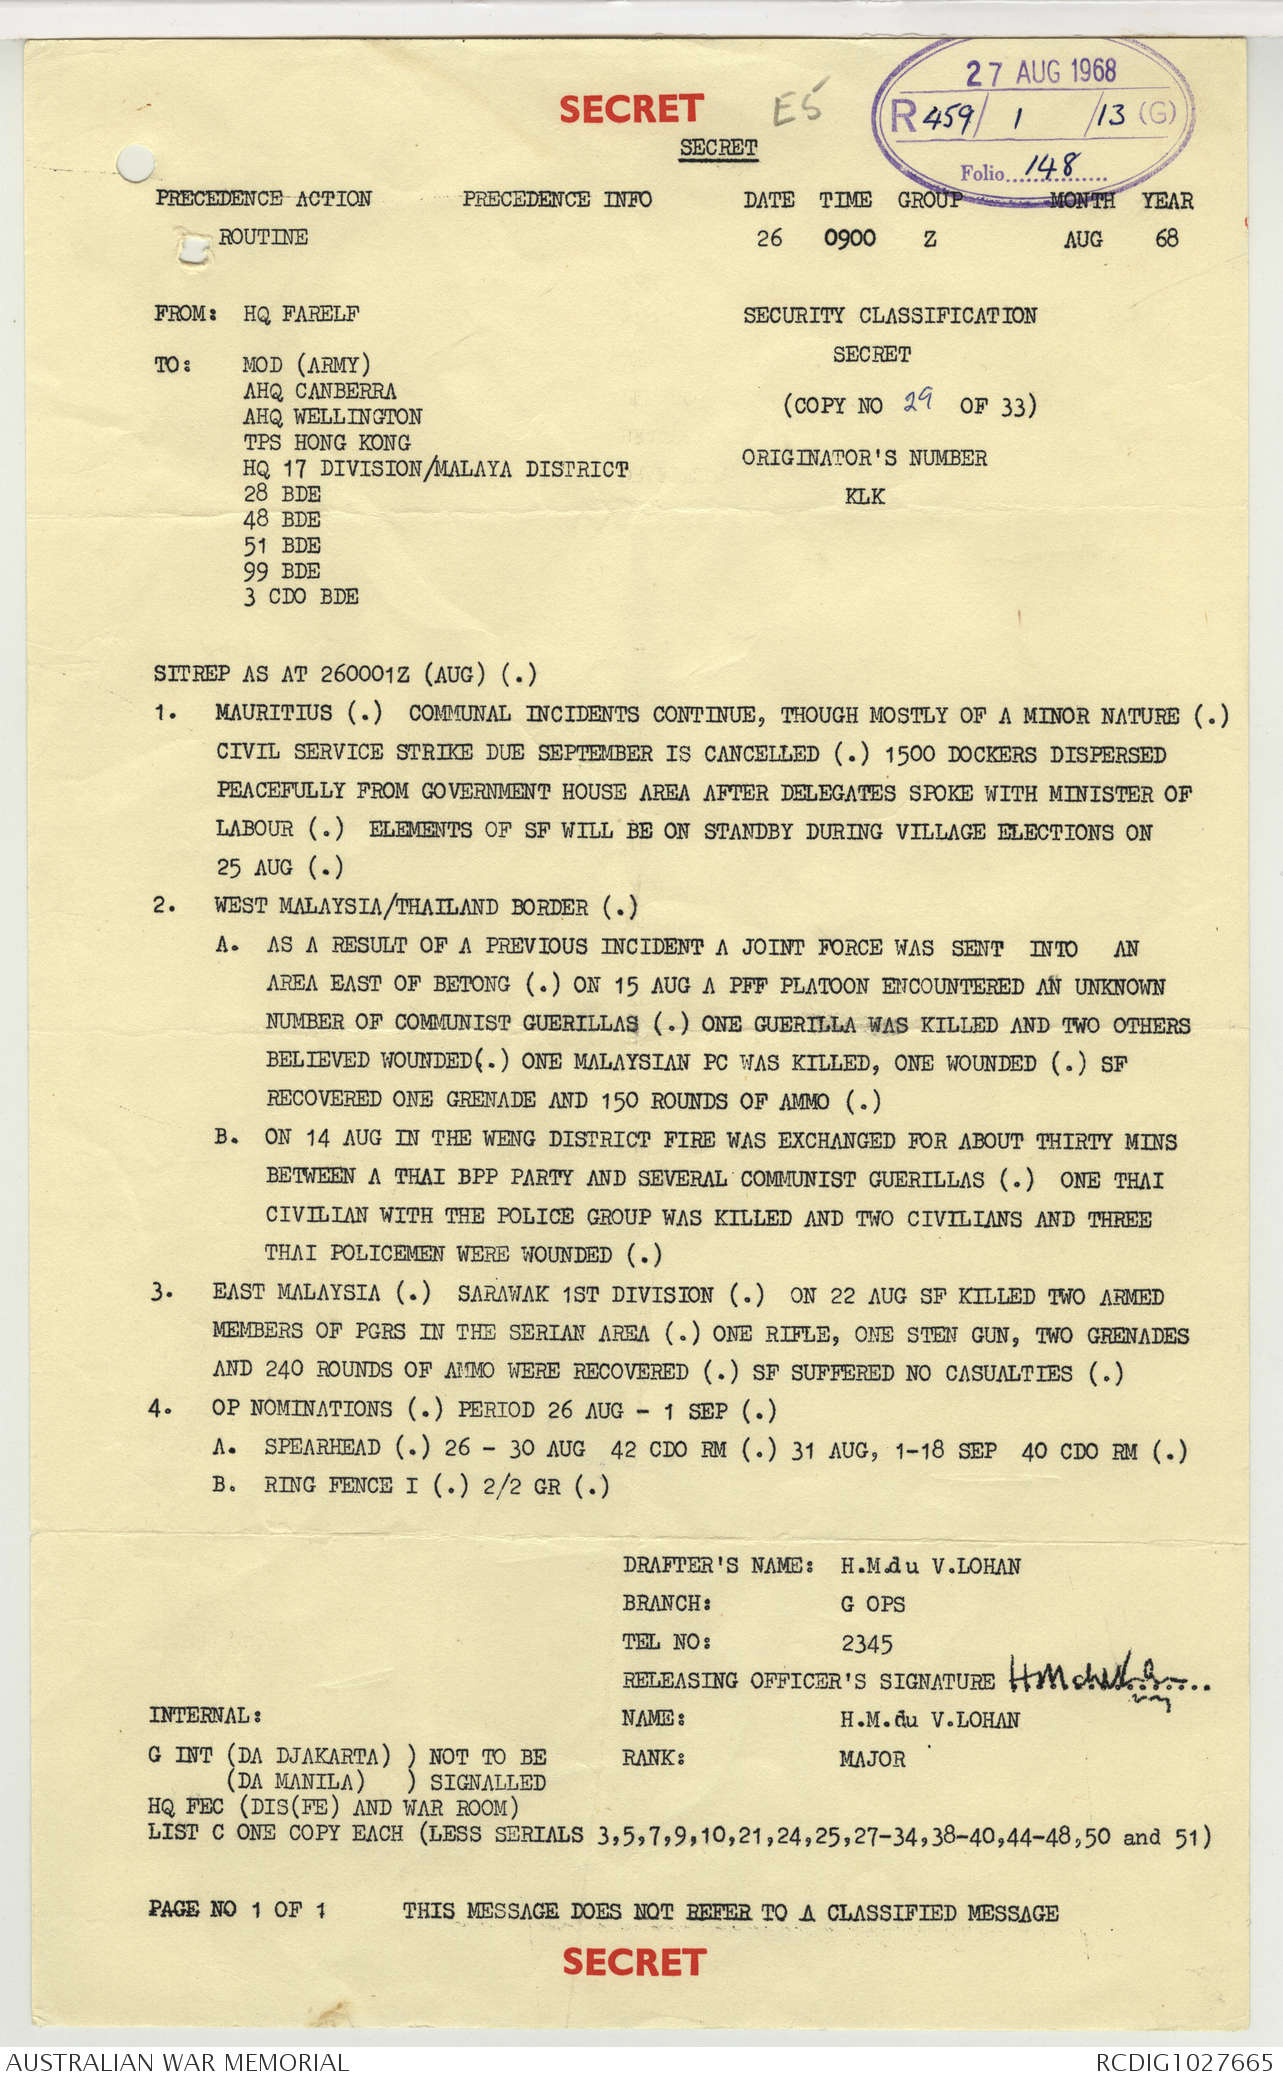 27 AUG 1968
R 459/ 1 /13 (G)
Folio 148
SECRET E5
SECRET
PRECEDENCE ACTION PRECEDENCE INFO DATE TIME GROUP MONTH YEAR
ROUTINE 26 0900 Z AUG 68
FROM: HQ FARELF SECURITY CLASSIFICATION
SECRET
TO: MOD (ARMY)
AHQ CANBERRA
(COPY NO 29 OF 33)
AHQ WELLINGTON
TPS HONG KONG
ORIGINATOR'S NUMBER
HQ 17 DIVISION/MALAYA DISTRICT
KLK
28 BDE
48 BDE
51 BDE
99 BDE
3 CDO BDE
SITREP AS AT 260001Z (AUG) (.)
1. MAURITIUS (.) COMMUNAL INCIDENTS CONTINUE, THOUGH MOSTLY OF A MINOR NATURE (.)
CIVIL SERVICE STRIKE DUE SEPTEMBER IS CANCELLED (.) 1500 DOCKERS DISPERSED
PEACEFULLY FROM GOVERNMENT HOUSE AREA AFTER DELEGATES SPOKE WITH MINISTER OF
LABOUR (.) ELEMENTS OF SF WILL BE ON STANDBY DURING VILLAGE ELECTIONS ON
25 AUG (.)
2. WEST MALAYSIA/THAILAND BORDER (.)
A. AS A RESULT OF A PREVIOUS INCIDENT A JOINT FORCE WAS SENT INTO AN
AREA EAST OF BETONG (.) ON 15 AUG A PFF PLATOON ENCOUNTERED AN UNKNOWN
NUMBER OF COMMUNIST GUERILLAS (.) ONE GUERILLA WAS KILLED AND TWO OTHERS
BELIEVED WOUNDED(.) ONE MALAYSIAN PC WAS KILLED, ONE WOUNDED (.) SF
RECOVERED ONE GRENADE AND 150 ROUNDS OF AMMO (.)
B. ON 14 AUG IN THE WENG DISTRICT FIRE WAS EXCHANGED FOR ABOUT THIRTY MINS
BETWEEN A THAI BPP PARTY AND SEVERAL COMMUNIST GUERILLAS (.) ONE THAI
CIVILIAN WITH THE POLICE GROUP WAS KILLED AND TWO CIVILIANS AND THREE
THAI POLICEMEN WERE WOUNDED (.)
3. EAST MALAYSIA (.) SARAWAK 1ST DIVISION (.) ON 22 AUG SF KILLED TWO ARMED
MEMBERS OF PGRS IN THE SERIAN AREA (.) ONE RIFLE, ONE STEN GUN, TWO GRENADES
AND 240 ROUNDS OF AMMO WERE RECOVERED (.) SF SUFFERED NO CASUALTIES (.)
4. OP NOMINATIONS (.) PERIOD 26 AUG - 1 SEP (.)
A. SPEARHEAD (.) 26 - 30 AUG 42 CDO RM (.) 31 AUG, 1-18 SEP 40 CDO RM (.)
B. RING FENCE I (.) 2/2 GR (.)
DRAFTER'S NAME: H.M.du V.LOHAN
BRANCH: G OPS
TEL NO: 2345
RELEASING OFFICER'S SIGNATURE
INTERNAL: NAME: H.M.du V.LOHAN
G INT (DA DJAKARTA) ) NOT TO BE RANK: MAJOR
(DA MANILA) ) SIGNALLED
HQ FEC (DIS(FE) AND WAR ROOM)
LIST C ONE COPY EACH (LESS SERIALS 3,5,7,9,10,21,24,25,27-34,38-40,44-48,50 and 51)
PAGE NO 1 OF 1 THIS MESSAGE DOES NOT REFER TO A CLASSIFIED MESSAGE
SECRET
AUSTRALIAN WAR MEMORIAL RCDIG1027665